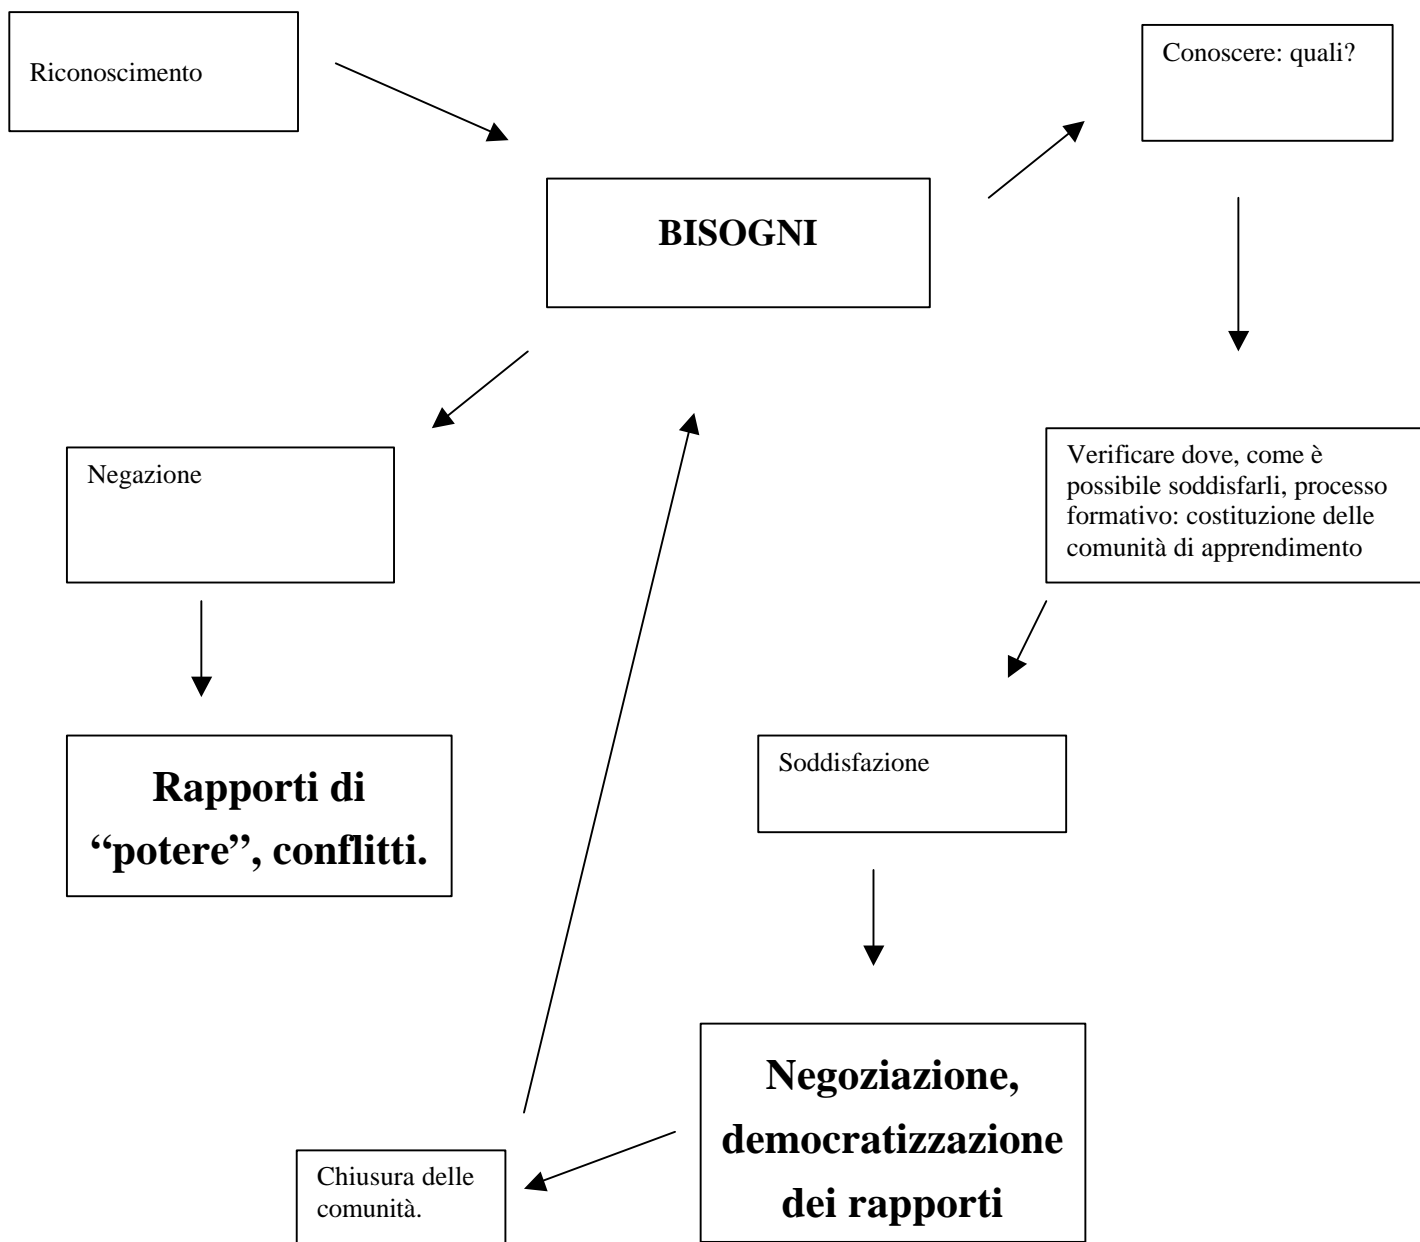 Riconoscimento
Conoscere: quali?
BISOGNI
Negazione
Verificare dove, come è
possibile soddisfarli, processo
formativo: costituzione delle
comunità di apprendimento
Rapporti di
“potere”, conflitti.
Soddisfazione
Negoziazione,
democratizzazione
dei rapporti
Chiusura delle
comunità.